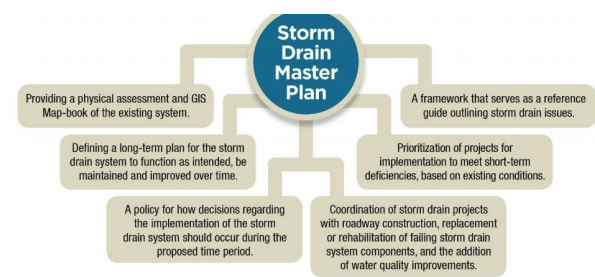 Storm
Drain
Master
Plan
Providing a physical assessment and GIS
Map-book of the existing system.
A framework that serves as a reference
guide outlining storm drain issues.
Defining a long-term plan for the storm
drain system to function as intended, be
maintained and improved over time.
Prioritization of projects for
implementation to meet short-term
deficiencies, based on existing conditions.
A policy for how decisions regarding
the implementation of the storm
drain system should occur during the
proposed time period.
Coordination of storm drain projects
with roadway construction, replacement
or rehabilitation of failing storm drain
system components, and the addition
of water quality improvements.